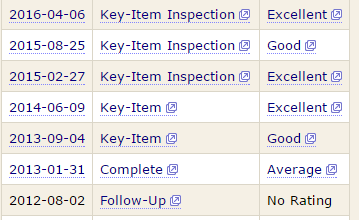 2016-04-06 Key-Item Inspection Excellent
2015-08-25 Key-Item Inspection Good
2015-02-27 Key-Item Inspection Excellent
2014-06-09 Key-Item Excellent
2013-09-04 Key-Item Good
2013-01-31 Complete Average
2012-08-02 Follow-Up No Rating